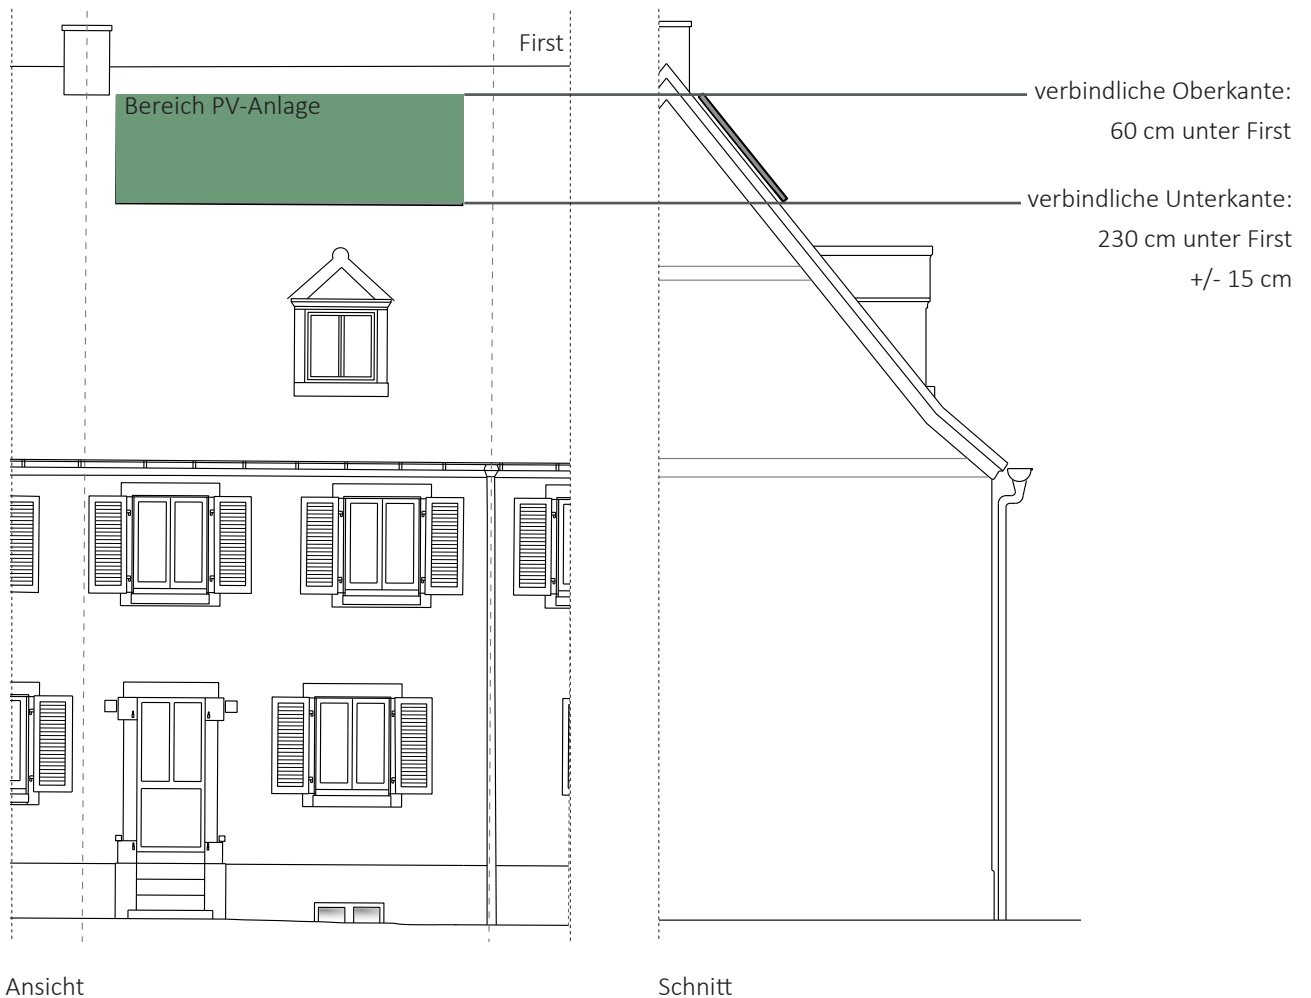 First
Bereich PV-Anlage
verbindliche Oberkante:
60 cm unter First
verbindliche Unterkante:
230 cm unter First
+/- 15 cm
Ansicht
Schnitt